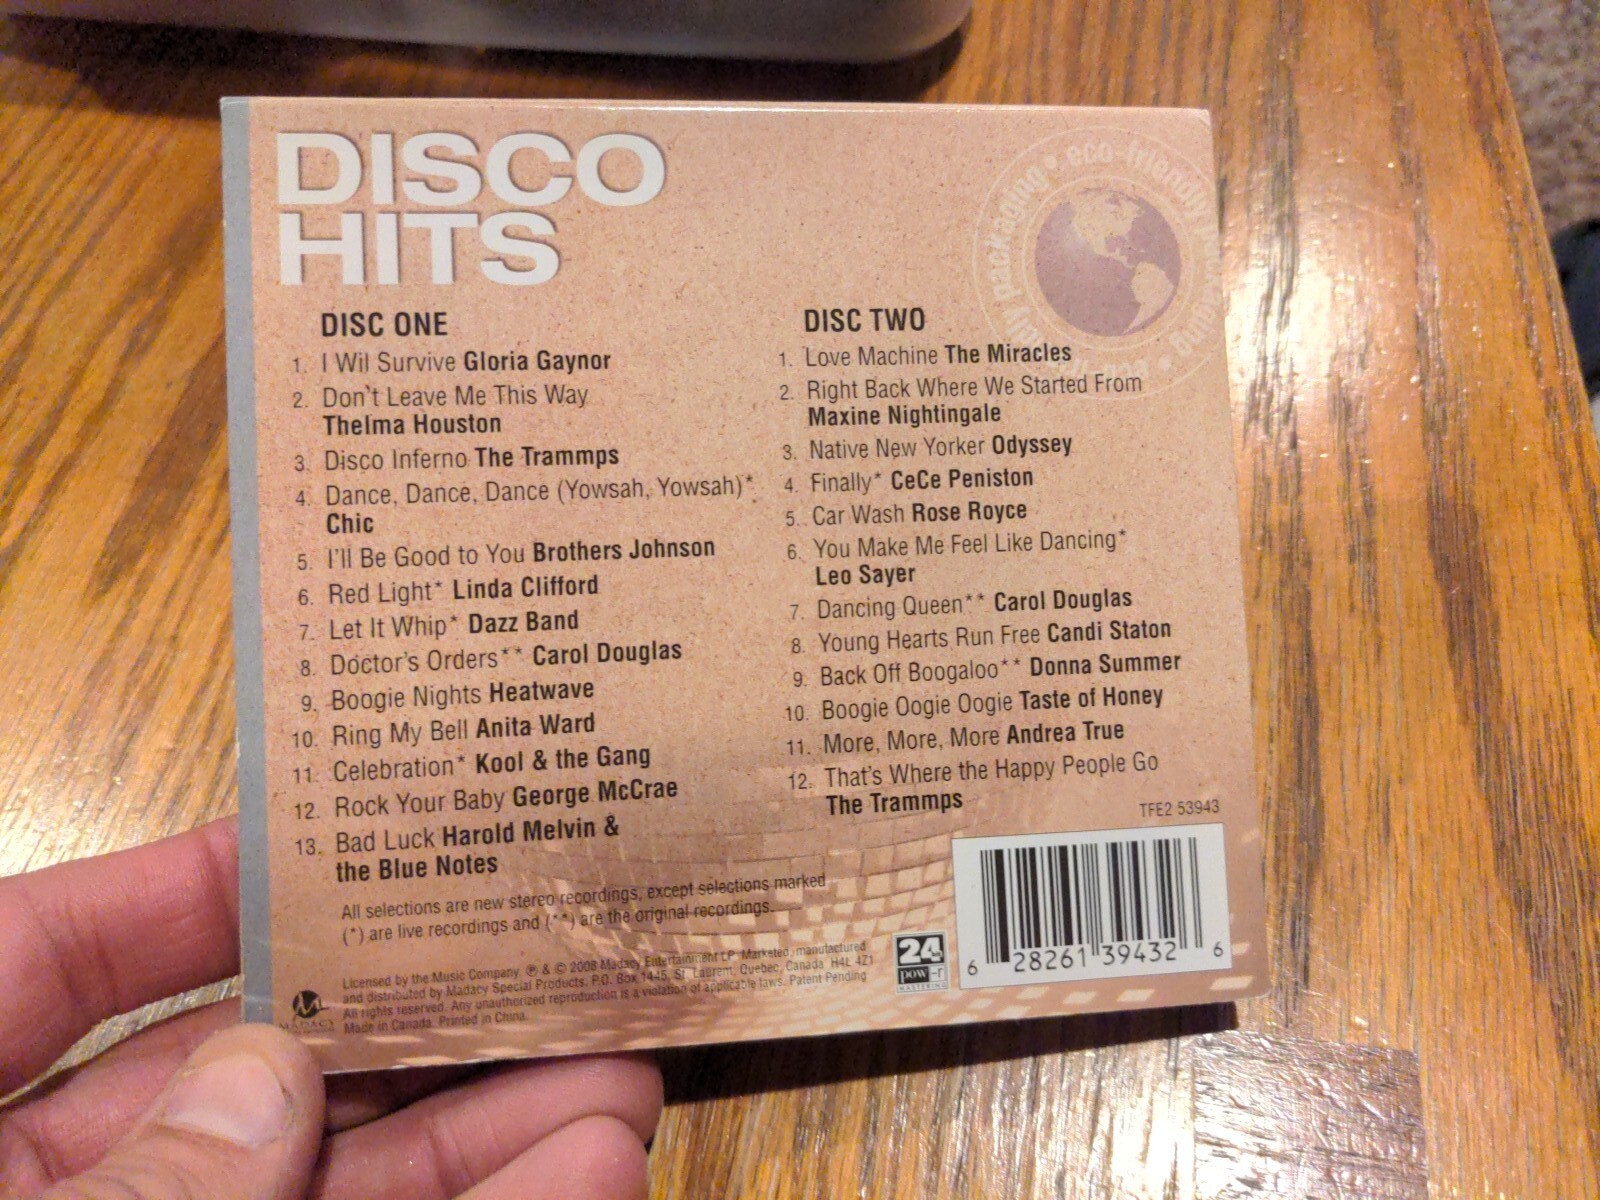 DISCO
HITS
eco-friendly packaging
DISC ONE
1. I Wil Survive Gloria Gaynor
2. Don't Leave Me This Way
Thelma Houston
3. Disco Inferno The Trammps
4. Dance, Dance, Dance (Yowsah, Yowsah)*
Chic
5. I'll Be Good to You Brothers Johnson
6. Red Light* Linda Clifford
7. Let It Whip* Dazz Band
8. Doctor's Orders** Carol Douglas
9. Boogie Nights Heatwave
10. Ring My Bell Anita Ward
11. Celebration* Kool & the Gang
12. Rock Your Baby George McCrae
13. Bad Luck Harold Melvin &
the Blue Notes
DISC TWO
1. Love Machine The Miracles
2. Right Back Where We Started From
Maxine Nightingale
3. Native New Yorker Odyssey
4. Finally* CeCe Peniston
5. Car Wash Rose Royce
6. You Make Me Feel Like Dancing*
Leo Sayer
7. Dancing Queen** Carol Douglas
8. Young Hearts Run Free Candi Staton
9. Back Off Boogaloo** Donna Summer
10. Boogie Oogie Oogie Taste of Honey
11. More, More, More Andrea True
12. That's Where the Happy People Go
The Trammps
TFE2 53943
All selections are new stereo recordings, except selections marked
(*) are live recordings and (**) are the original recordings.
Licensed by the Music Company. ℗ & © 2008 Madacy Entertainment LP. Marketed, manufactured
and distributed by Madacy Special Products. P.O. Box 1445, St. Laurent, Quebec, Canada H4L 4Z1
All rights reserved. Any unauthorized reproduction is a violation of applicable laws. Patent Pending
Made in Canada. Printed in China.
MADACY
24
pow-r
MASTERING
6 28261 39432 6